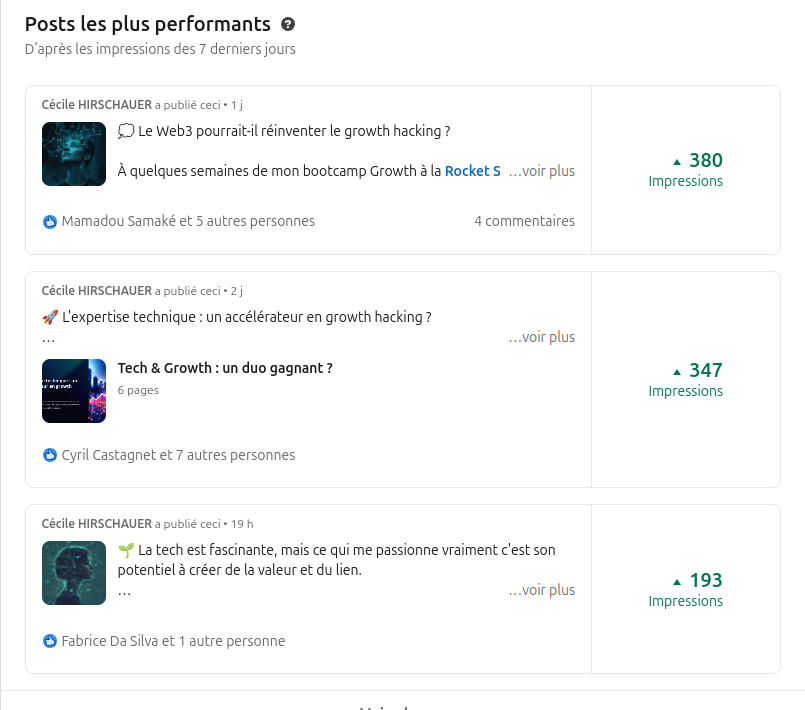 Posts les plus performants ?
D'après les impressions des 7 derniers jours
Cécile HIRSCHAUER a publié ceci • 1 j
💭 Le Web3 pourrait-il réinventer le growth hacking ?
À quelques semaines de mon bootcamp Growth à la Rocket S …voir plus
Mamadou Samaké et 5 autres personnes
4 commentaires
▲ 380
Impressions
Cécile HIRSCHAUER a publié ceci • 2 j
🚀 L'expertise technique : un accélérateur en growth hacking ?
…
…voir plus
Tech & Growth : un duo gagnant ?
6 pages
Cyril Castagnet et 7 autres personnes
▲ 347
Impressions
Cécile HIRSCHAUER a publié ceci • 19 h
🌱 La tech est fascinante, mais ce qui me passionne vraiment c'est son
potentiel à créer de la valeur et du lien.
…
…voir plus
Fabrice Da Silva et 1 autre personne
▲ 193
Impressions